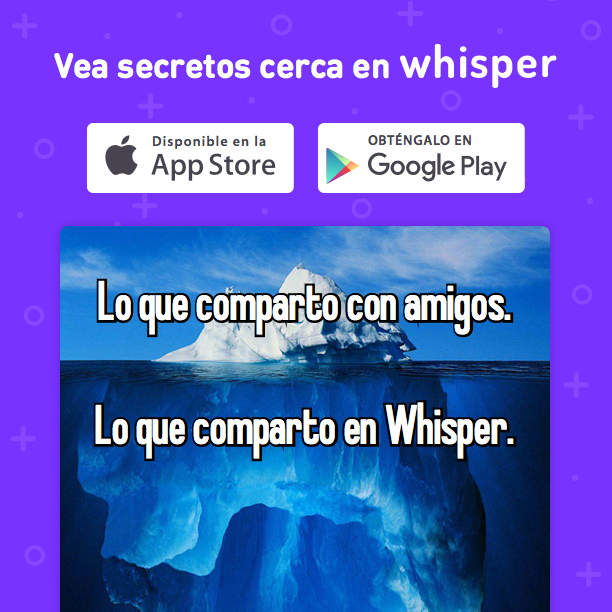 Vea secretos cerca en whisper
Disponible en la
App Store
OBTÉNGALO EN
Google Play
Lo que comparto con amigos.
Lo que comparto en Whisper.